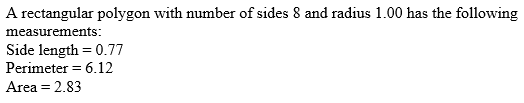 A rectangular polygon with number of sides 8 and radius 1.00 has the following
measurements:
Side length = 0.77
Perimeter = 6.12
Area = 2.83